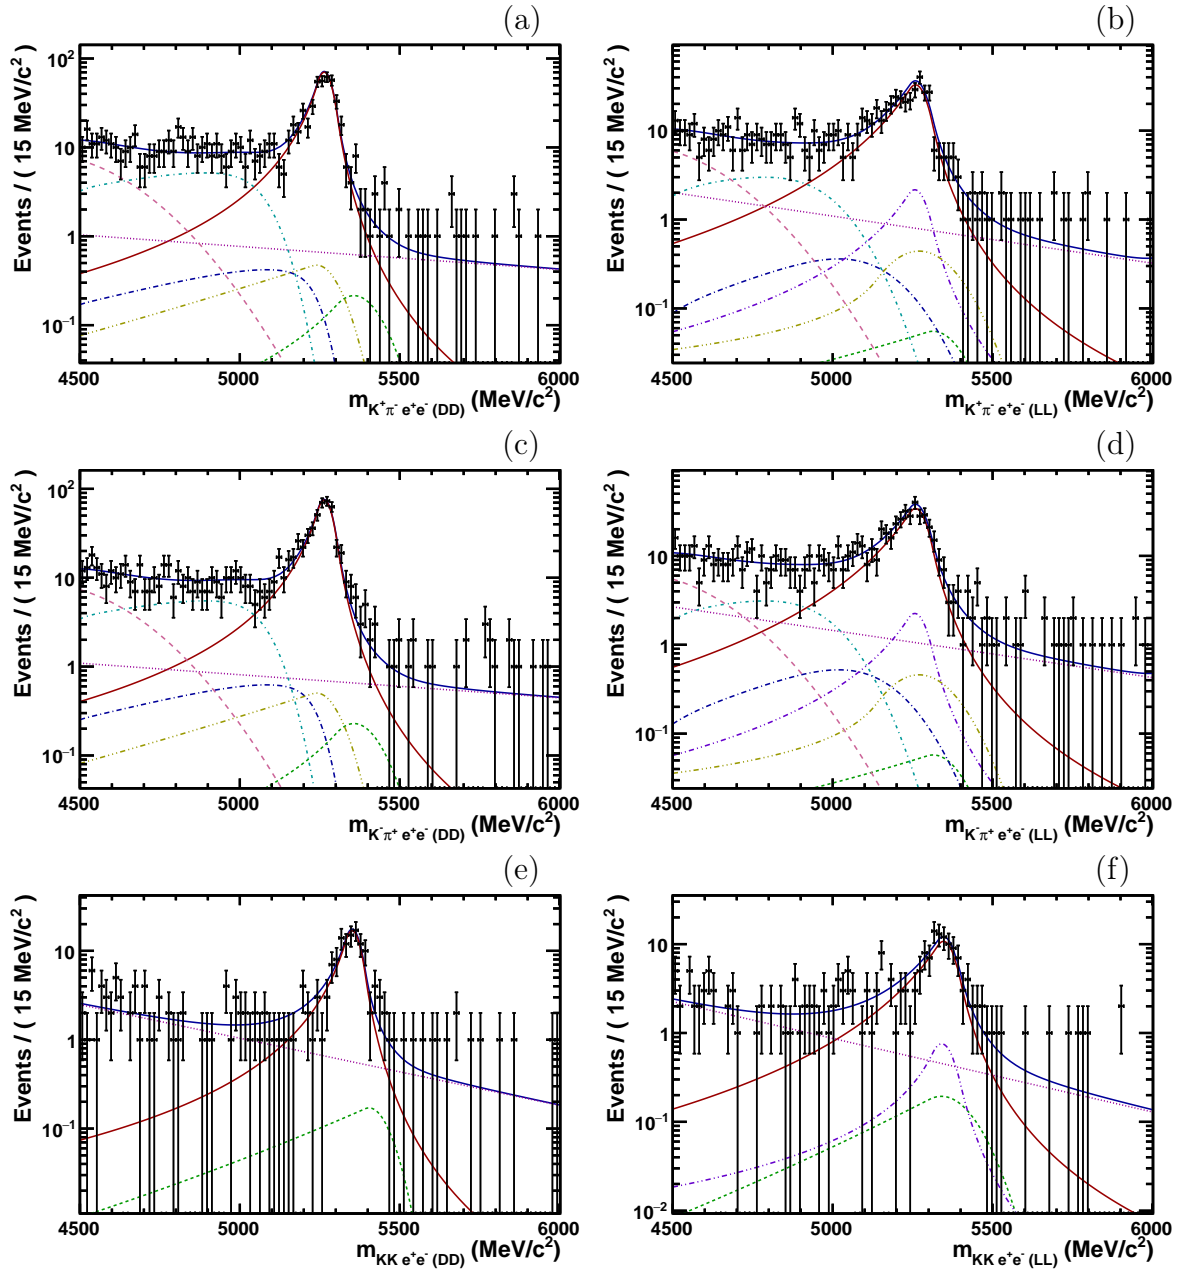 (a)
Events / ( 15 MeV/c²)
10²
10
1
10⁻¹
4500 5000 5500 6000
m_{K⁺π⁻ e⁺e⁻ (DD)} (MeV/c²)
(b)
Events / ( 15 MeV/c²)
10
1
10⁻¹
4500 5000 5500 6000
m_{K⁺π⁻ e⁺e⁻ (LL)} (MeV/c²)
(c)
Events / ( 15 MeV/c²)
10²
10
1
10⁻¹
4500 5000 5500 6000
m_{K⁻π⁺ e⁺e⁻ (DD)} (MeV/c²)
(d)
Events / ( 15 MeV/c²)
10
1
10⁻¹
4500 5000 5500 6000
m_{K⁻π⁺ e⁺e⁻ (LL)} (MeV/c²)
(e)
Events / ( 15 MeV/c²)
10
1
10⁻¹
4500 5000 5500 6000
m_{KK e⁺e⁻ (DD)} (MeV/c²)
(f)
Events / ( 15 MeV/c²)
10
1
10⁻¹
10⁻²
4500 5000 5500 6000
m_{KK e⁺e⁻ (LL)} (MeV/c²)